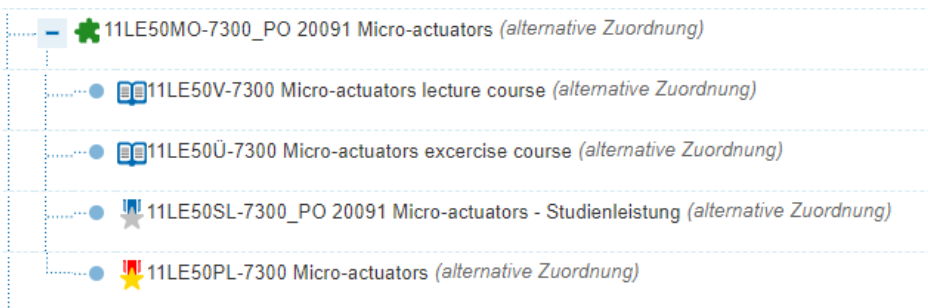 11LE50MO-7300_PO 20091 Micro-actuators (alternative Zuordnung)
11LE50V-7300 Micro-actuators lecture course (alternative Zuordnung)
11LE50Ü-7300 Micro-actuators excercise course (alternative Zuordnung)
11LE50SL-7300_PO 20091 Micro-actuators - Studienleistung (alternative Zuordnung)
11LE50PL-7300 Micro-actuators (alternative Zuordnung)